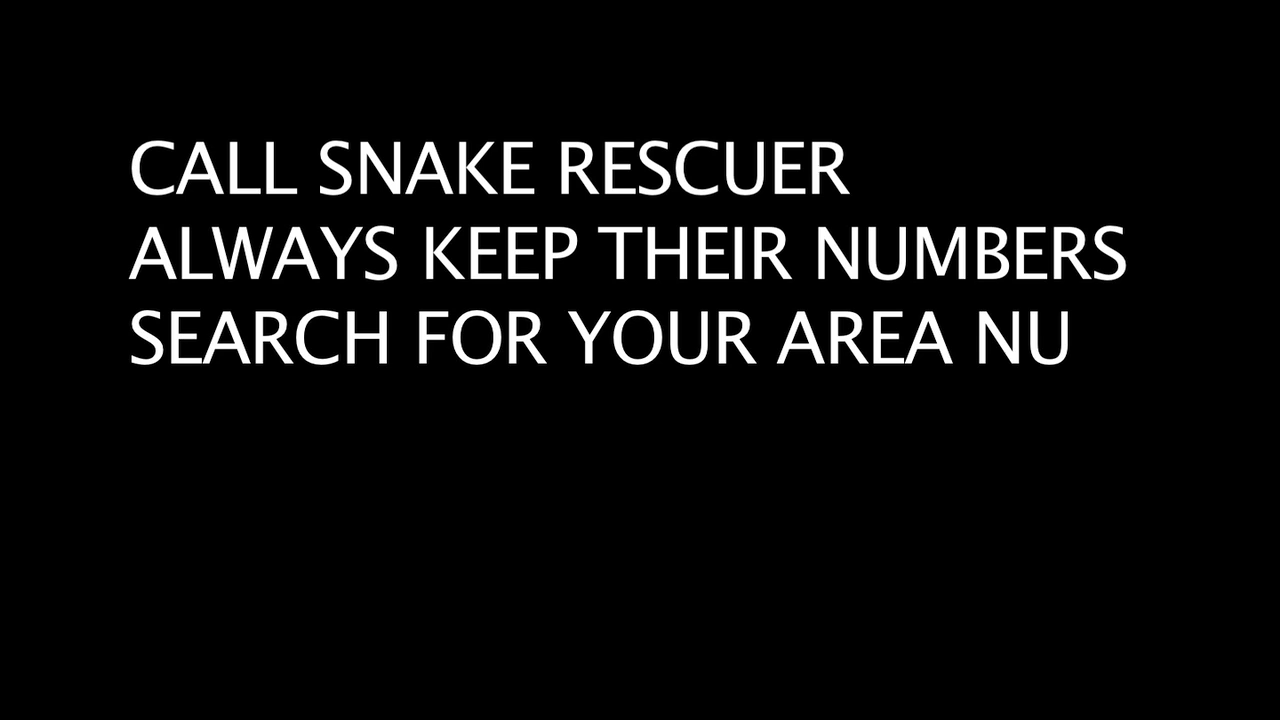 CALL SNAKE RESCUER
ALWAYS KEEP THEIR NUMBERS
SEARCH FOR YOUR AREA NU